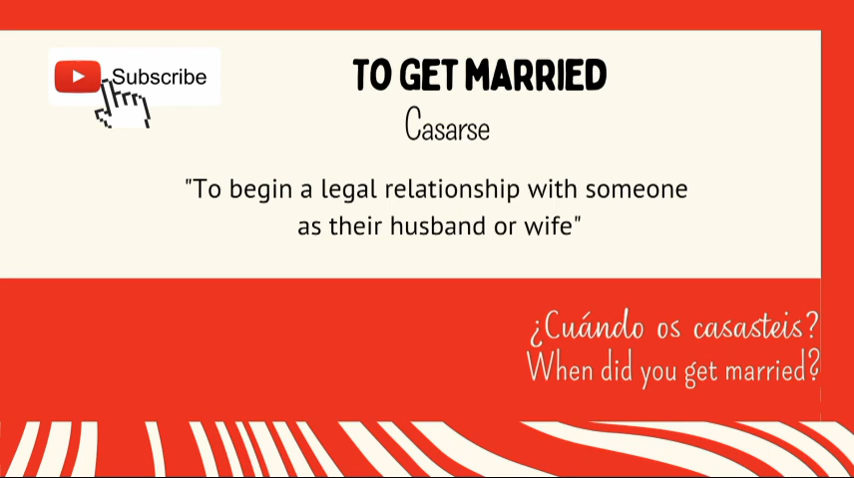 Subscribe
TO GET MARRIED
Casarse
"To begin a legal relationship with someone
as their husband or wife"
¿Cuándo os casasteis?
When did you get married?